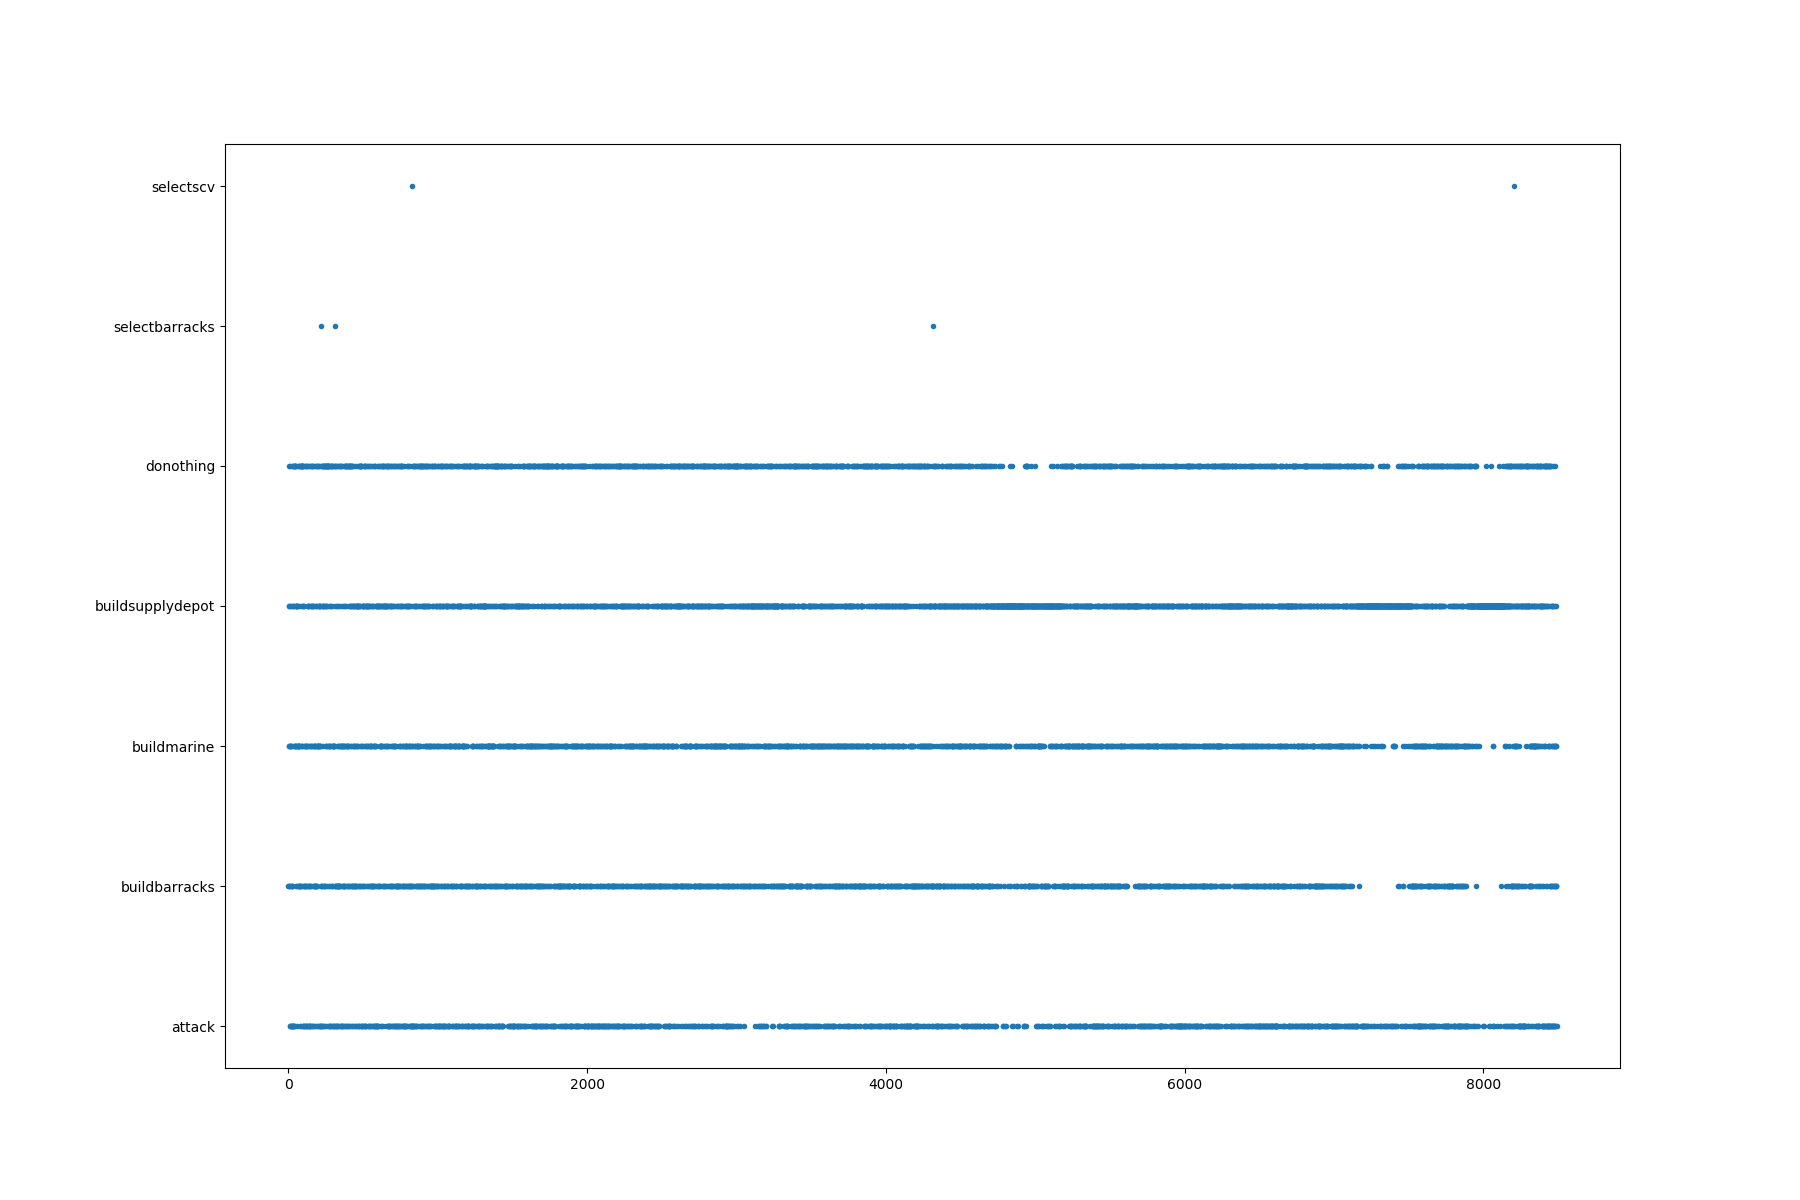 selectscv
selectbarracks
donothing
buildsupplydepot
buildmarine
buildbarracks
attack
0 2000 4000 6000 8000